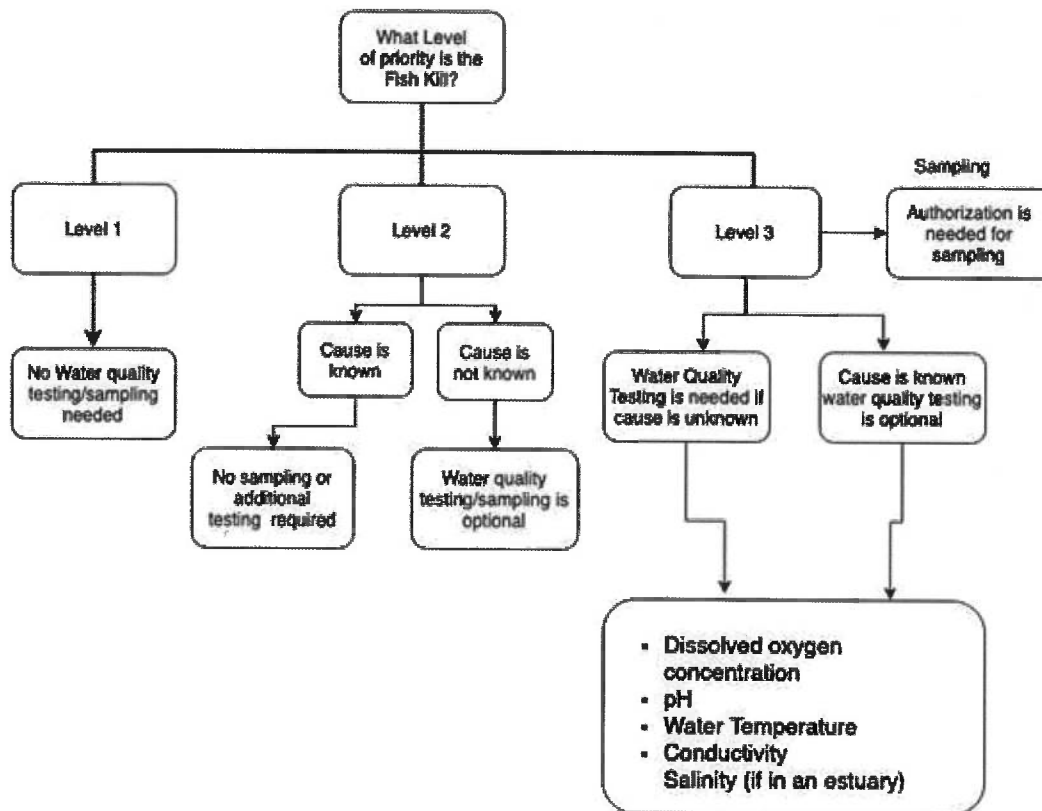 What Level
of priority is the
Fish Kill?
Sampling
Level 1
Level 2
Level 3
Authorization is
needed for
sampling
No Water quality
testing/sampling
needed
Cause is
known
Cause is
not known
Water Quality
Testing is needed if
cause is unknown
Cause is known
water quality testing
is optional
No sampling or
additional
testing required
Water quality
testing/sampling is
optional
▪ Dissolved oxygen
concentration
▪ pH
▪ Water Temperature
▪ Conductivity
Salinity (if in an estuary)